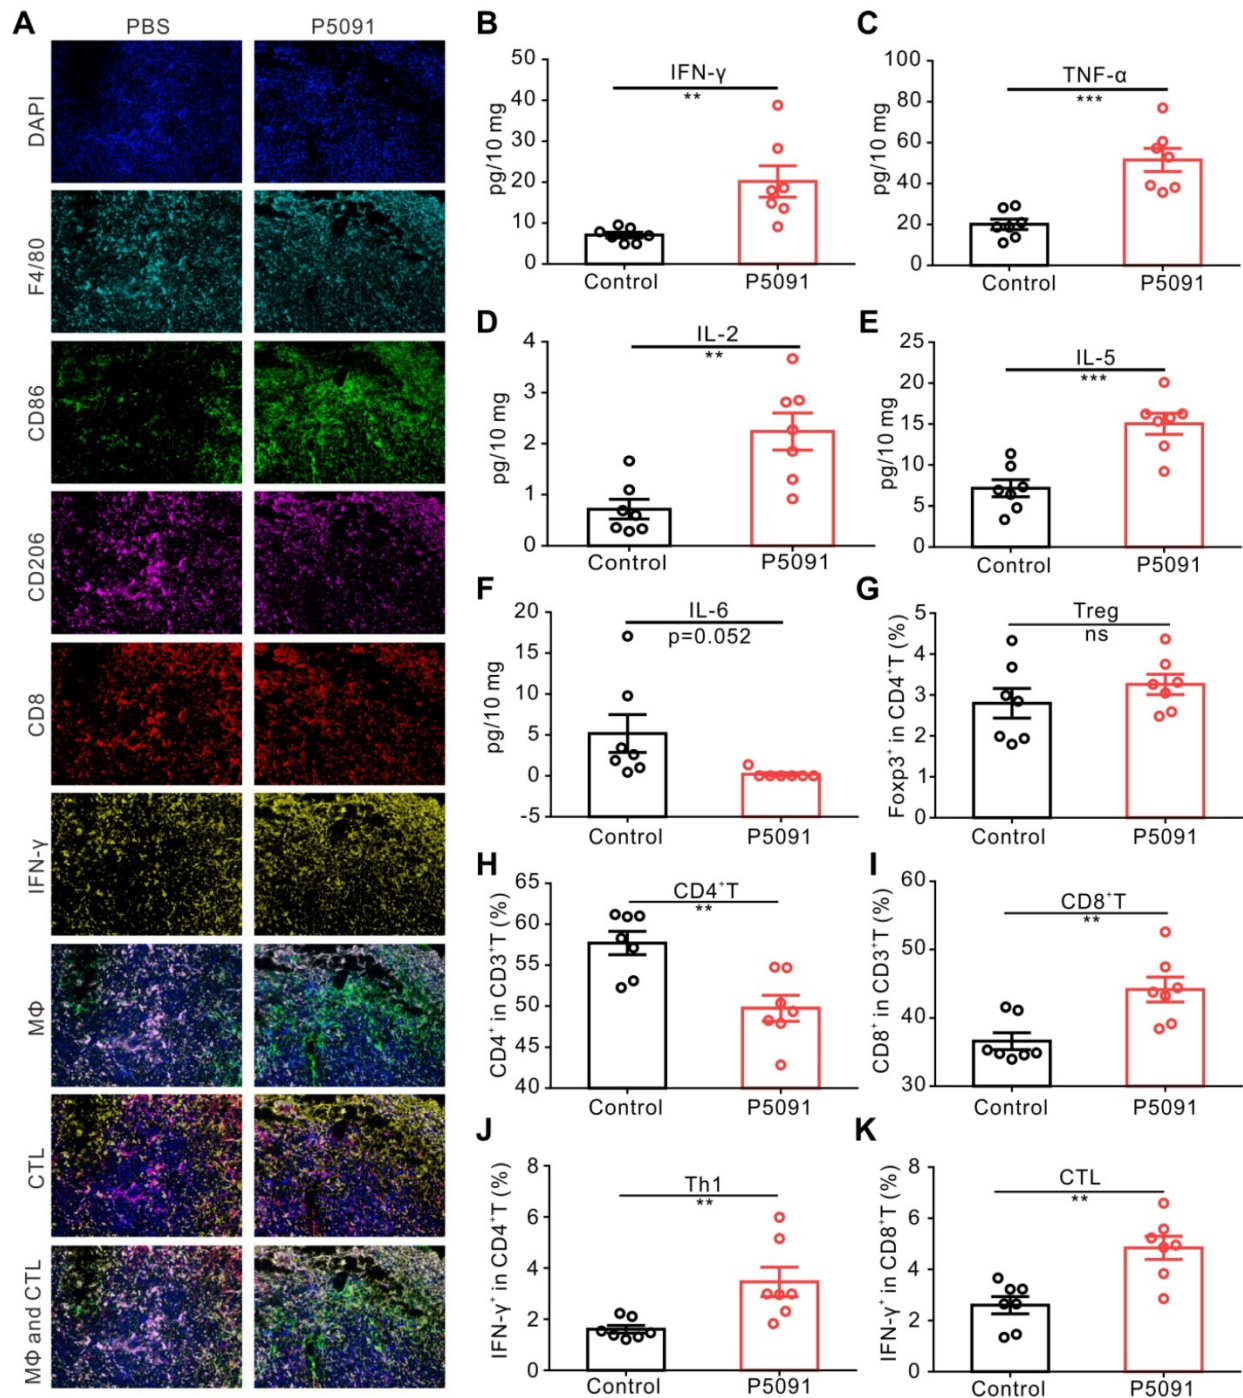 A
PBS
P5091
DAPI
F4/80
CD86
CD206
CD8
IFN-γ
MΦ
CTL
MΦ and CTL
B
pg/10 mg
50
40
30
20
10
0
IFN-γ
**
Control
P5091
C
pg/10 mg
100
80
60
40
20
0
TNF-α
***
Control
P5091
D
pg/10 mg
4
3
2
1
0
IL-2
**
Control
P5091
E
pg/10 mg
25
20
15
10
5
0
IL-5
***
Control
P5091
F
pg/10 mg
20
15
10
5
0
-5
IL-6
p=0.052
Control
P5091
G
Foxp3⁺ in CD4⁺T (%)
5
4
3
2
1
0
Treg
ns
Control
P5091
H
CD4⁺ in CD3⁺T (%)
65
60
55
50
45
40
CD4⁺T
**
Control
P5091
I
CD8⁺ in CD3⁺T (%)
60
50
40
30
CD8⁺T
**
Control
P5091
J
IFN-γ⁺ in CD4⁺T (%)
8
6
4
2
0
Th1
**
Control
P5091
K
IFN-γ⁺ in CD8⁺T (%)
8
6
4
2
0
CTL
**
Control
P5091